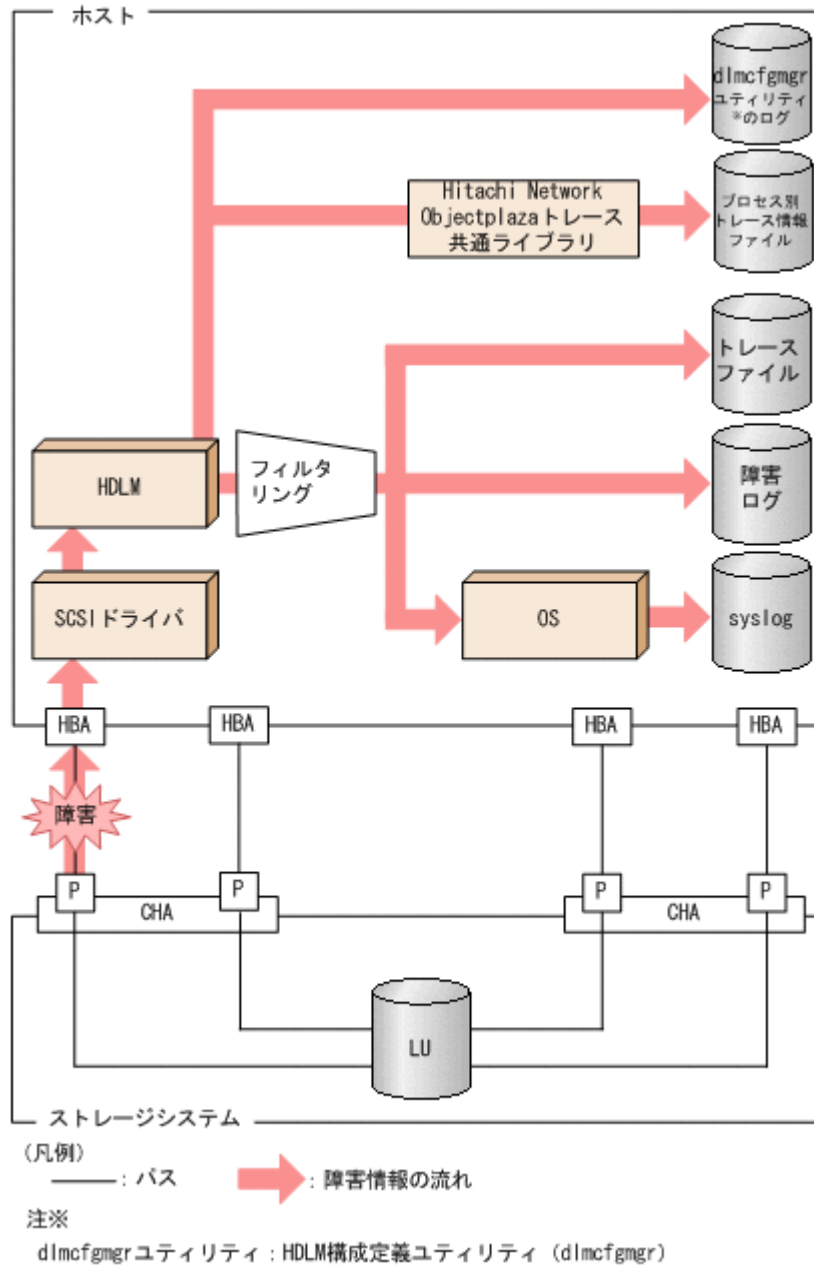 ホスト
dlmcfgmgr
ユティリティ
※のログ
Hitachi Network
Objectplazaトレース
共通ライブラリ
プロセス別
トレース情報
ファイル
トレース
ファイル
HDLM
フィルタ
リング
障害
ログ
SCSIドライバ
OS
syslog
HBA
HBA
HBA
HBA
障害
P
P
P
P
CHA
CHA
LU
ストレージシステム
(凡例)
：パス
：障害情報の流れ
注※
dlmcfgmgrユティリティ：HDLM構成定義ユティリティ（dlmcfgmgr）